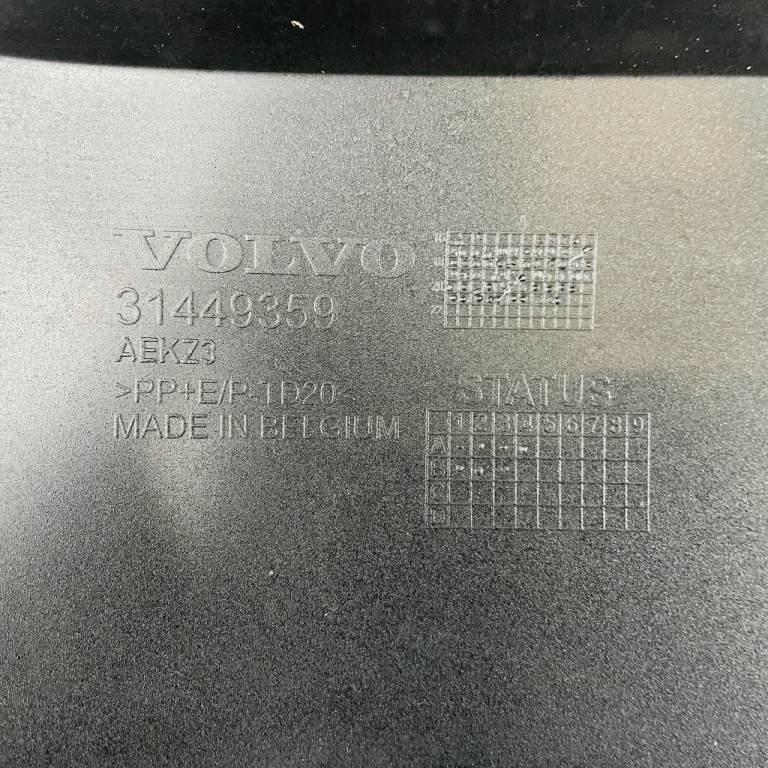 VOLVO
31449359
AEKZ3
>PP+E/P-TD20<
MADE IN BELGIUM
STATUS
1 2 3 4 5 6 7 8 9
A
B
C
D